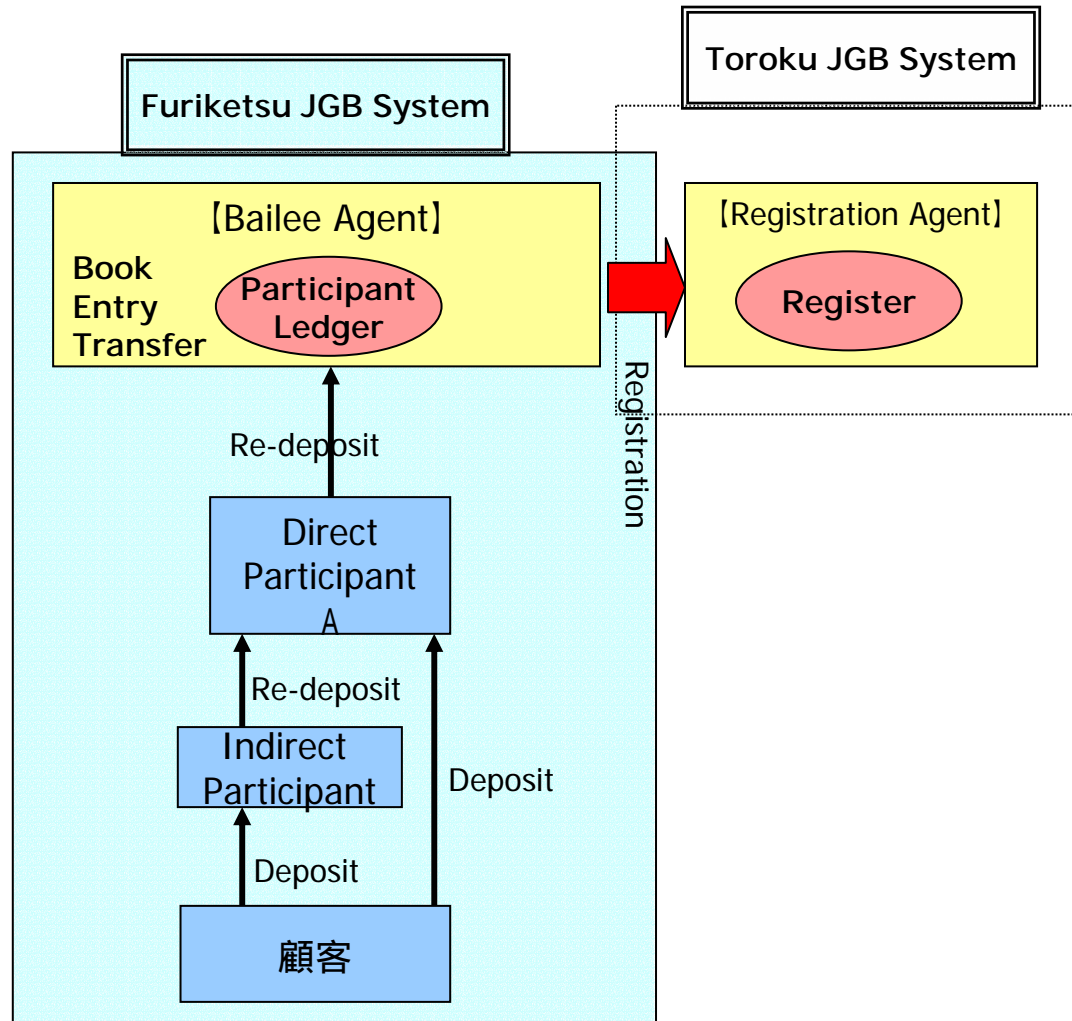 Toroku JGB System
Furiketsu JGB System
【Bailee Agent】
Book
Entry
Transfer
Participant
Ledger
【Registration Agent】
Register
Registration
Re-deposit
Direct
Participant
A
Re-deposit
Indirect
Participant
Deposit
Deposit
顧客